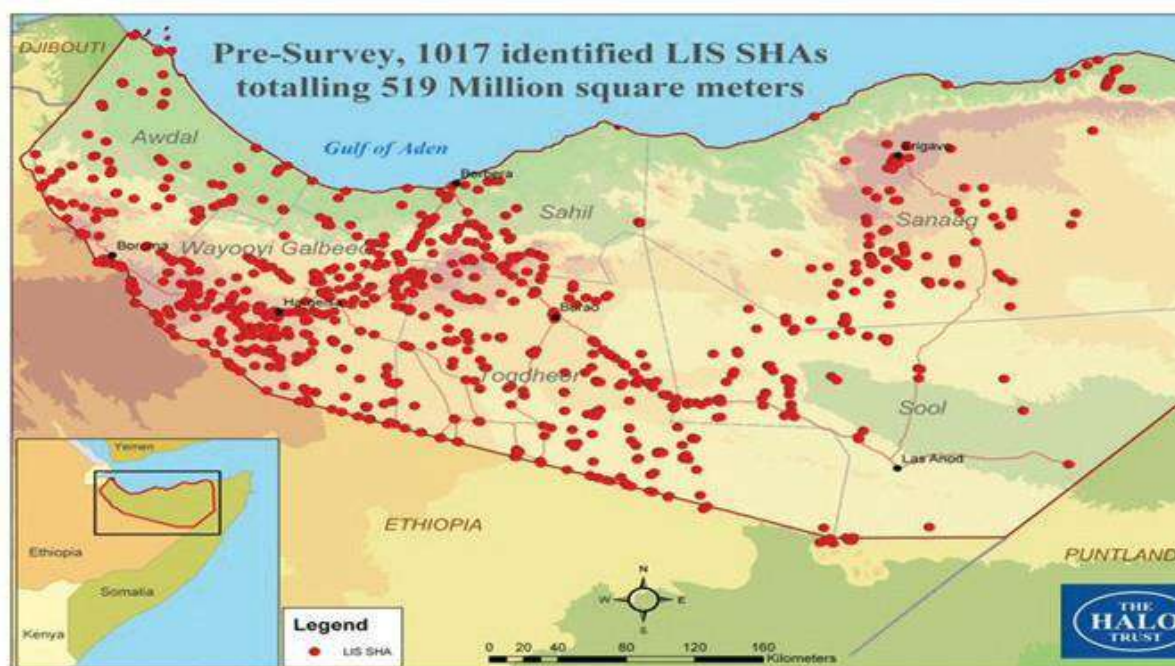 Pre-Survey, 1017 identified LIS SHAs
totalling 519 Million square meters
DJIBOUTI
Awdal
Gulf of Aden
Berbera
Erigavo
Sahil
Sanaag
Borama
Wayooyi Galbeed
Hargeisa
Burao
Togdheer
Sool
Las Anod
ETHIOPIA
PUNTLAND
Yemen
Ethiopia
Somalia
Kenya
N
W E
S
Legend
LIS SHA
0 20 40 80 120 160
Kilometers
THE
HALO
TRUST